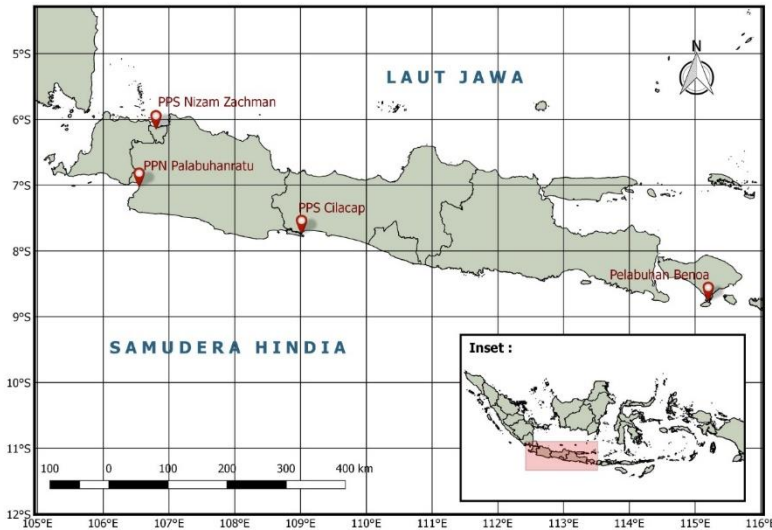 5°S
LAUT JAWA
N
PPS Nizam Zachman
6°S
PPN Palabuhanratu
7°S
PPS Cilacap
8°S
Pelabuhan Benoa
9°S
SAMUDERA HINDIA
Inset :
10°S
11°S
100 0 100 200 300 400 km
12°S
105°E 106°E 107°E 108°E 109°E 110°E 111°E 112°E 113°E 114°E 115°E 116°E